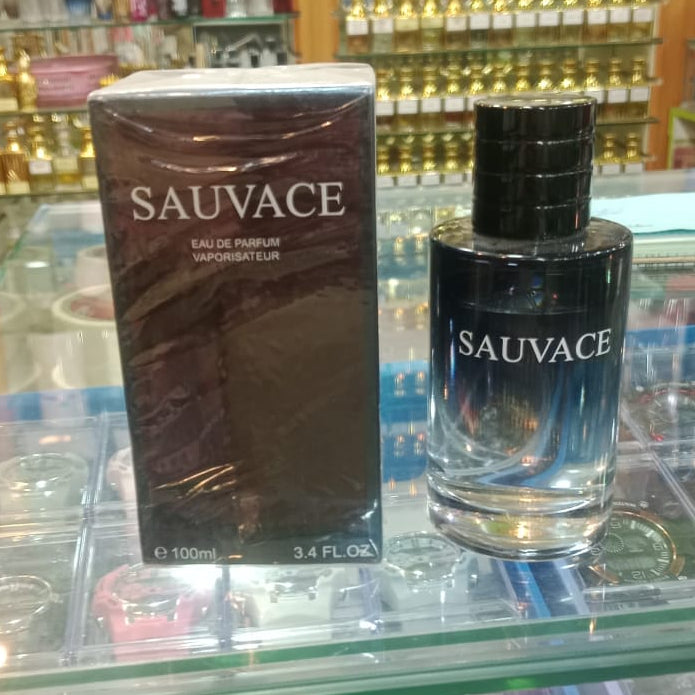 SAUVACE
EAU DE PARFUM
VAPORISATEUR
℮ 100ml
3.4 FL.OZ
SAUVACE